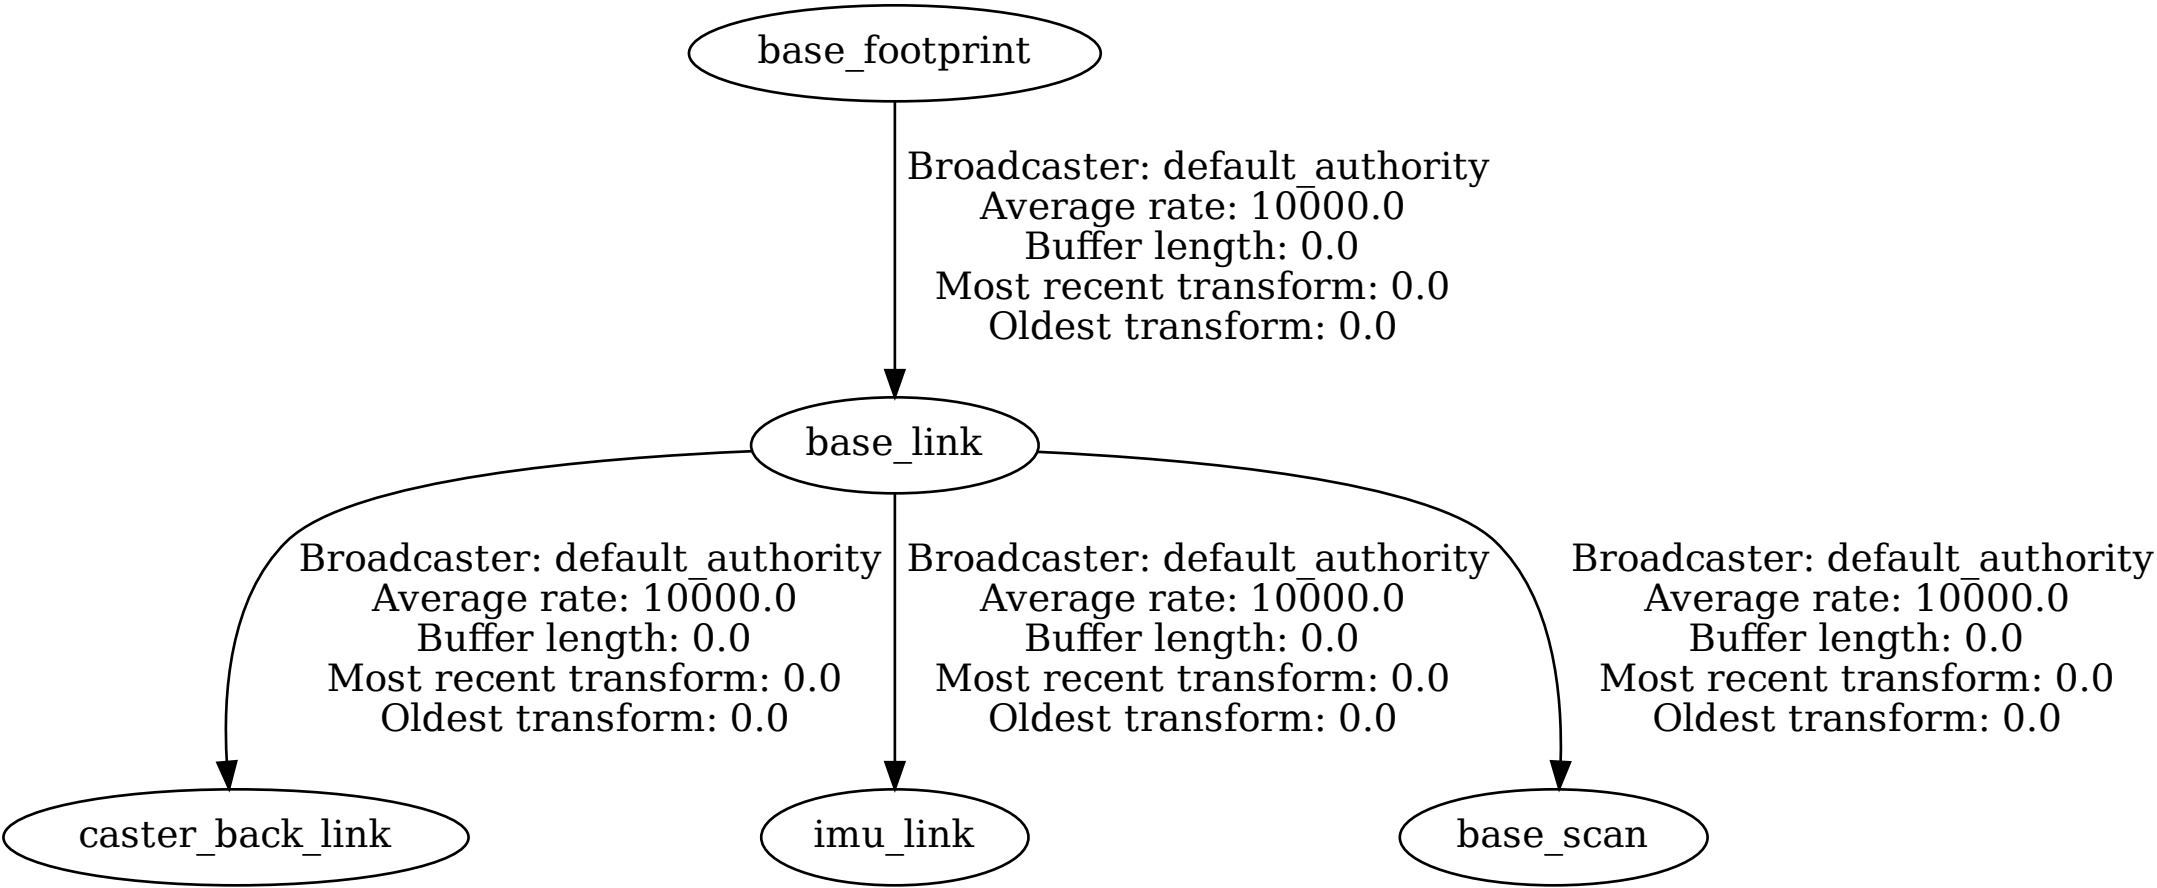 base_footprint
Broadcaster: default_authority
Average rate: 10000.0
Buffer length: 0.0
Most recent transform: 0.0
Oldest transform: 0.0
base_link
Broadcaster: default_authority
Average rate: 10000.0
Buffer length: 0.0
Most recent transform: 0.0
Oldest transform: 0.0
Broadcaster: default_authority
Average rate: 10000.0
Buffer length: 0.0
Most recent transform: 0.0
Oldest transform: 0.0
Broadcaster: default_authority
Average rate: 10000.0
Buffer length: 0.0
Most recent transform: 0.0
Oldest transform: 0.0
caster_back_link
imu_link
base_scan